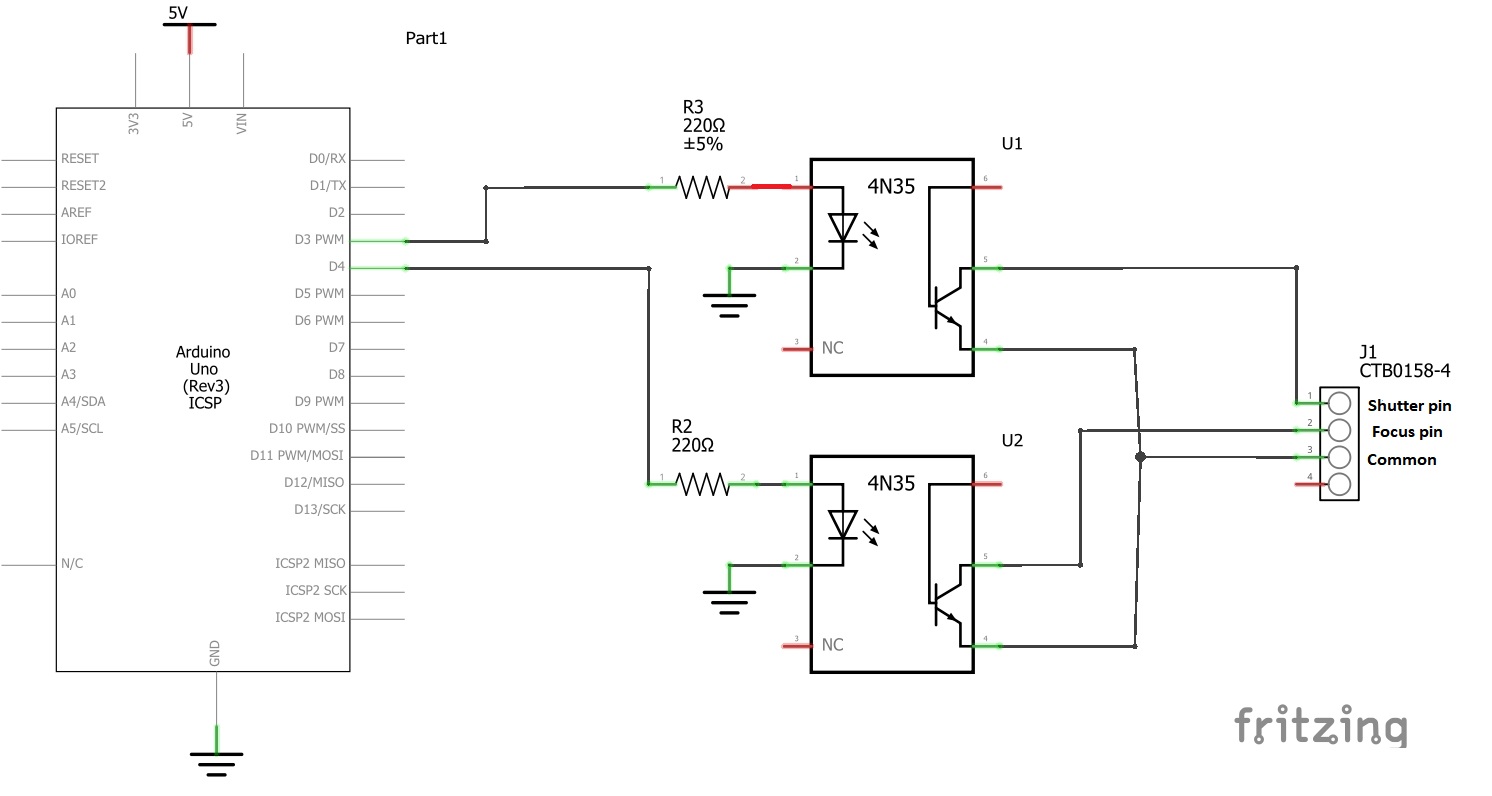 5V
Part1
3V3
5V
VIN
RESET
RESET2
AREF
IOREF
A0
A1
A2
A3
A4/SDA
A5/SCL
N/C
Arduino
Uno
(Rev3)
ICSP
D0/RX
D1/TX
D2
D3 PWM
D4
D5 PWM
D6 PWM
D7
D8
D9 PWM
D10 PWM/SS
D11 PWM/MOSI
D12/MISO
D13/SCK
ICSP2 MISO
ICSP2 SCK
ICSP2 MOSI
GND
R3
220Ω
±5%
1
2
U1
4N35
1
2
3
NC
6
5
4
R2
220Ω
1
2
U2
4N35
1
2
3
NC
6
5
4
J1
CTB0158-4
1
Shutter pin
2
Focus pin
3
Common
4
fritzing